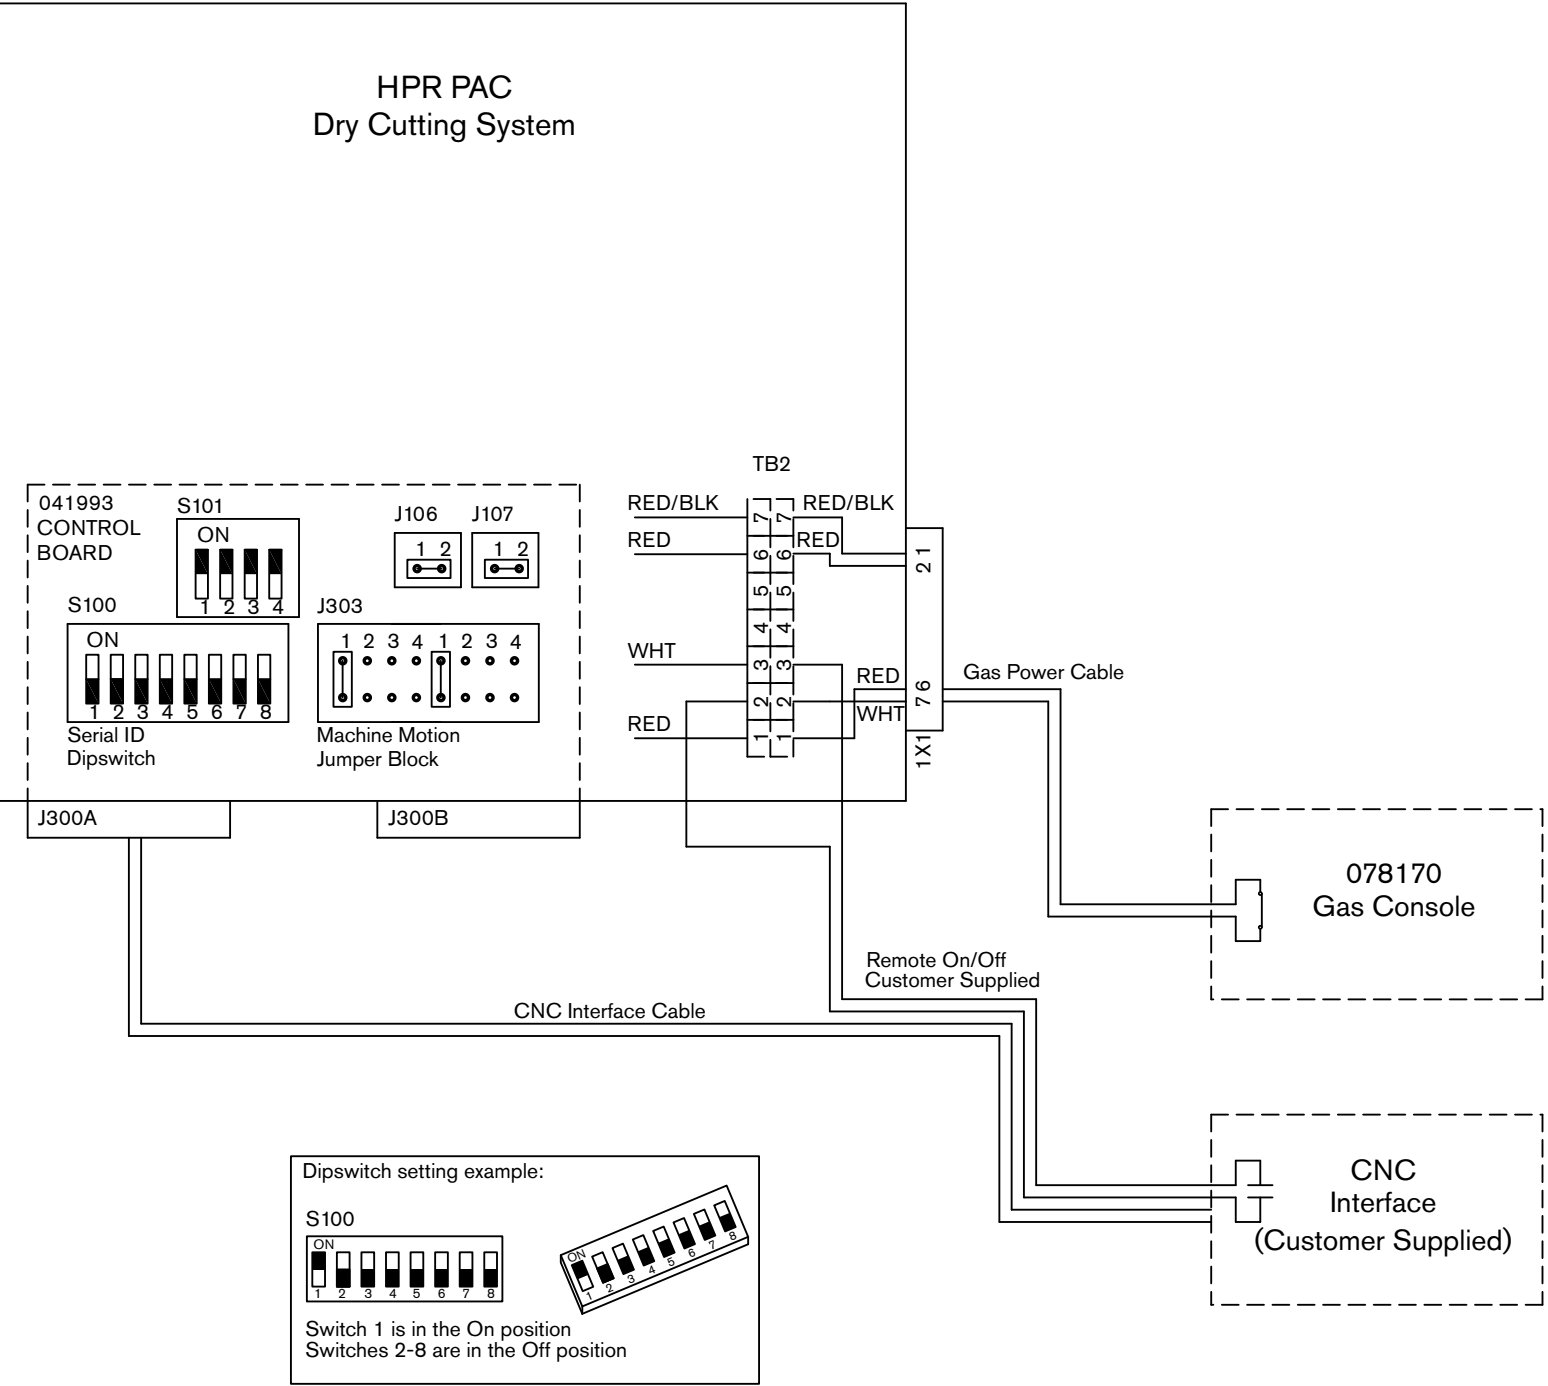 HPR PAC
Dry Cutting System
TB2
041993
CONTROL
BOARD
S101
ON
1 2 3 4
J106
1 2
J107
1 2
S100
ON
1 2 3 4 5 6 7 8
Serial ID
Dipswitch
J303
1 2 3 4 1 2 3 4
Machine Motion
Jumper Block
RED/BLK
RED
WHT
RED
7 7
6 6
5 5
4 4
3 3
2 2
1 1
RED/BLK
RED
RED
WHT
2 1
7 6
1X1
Gas Power Cable
J300A
J300B
078170
Gas Console
Remote On/Off
Customer Supplied
CNC Interface Cable
CNC
Interface
(Customer Supplied)
Dipswitch setting example:
S100
ON
1 2 3 4 5 6 7 8
ON
1 2 3 4 5 6 7 8
Switch 1 is in the On position
Switches 2-8 are in the Off position